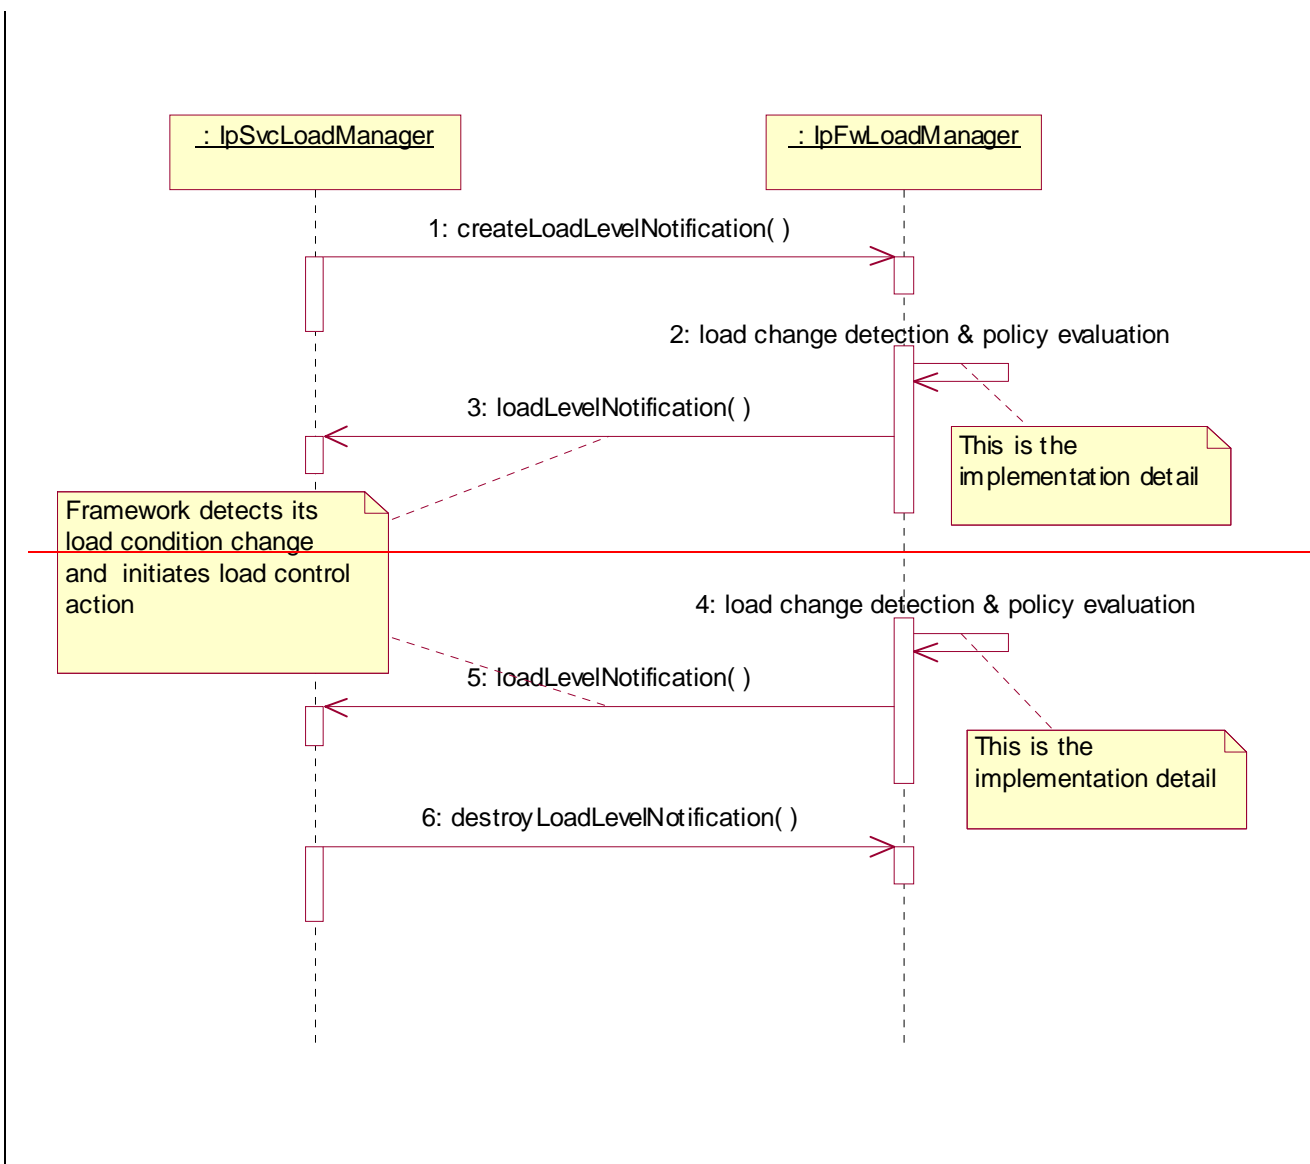 : IpSvcLoadManager
: IpFwLoadManager
1: createLoadLevelNotification( )
2: load change detection & policy evaluation
3: loadLevelNotification( )
This is the
implementation detail
Framework detects its
load condition change
and initiates load control
action
4: load change detection & policy evaluation
5: loadLevelNotification( )
This is the
implementation detail
6: destroyLoadLevelNotification( )